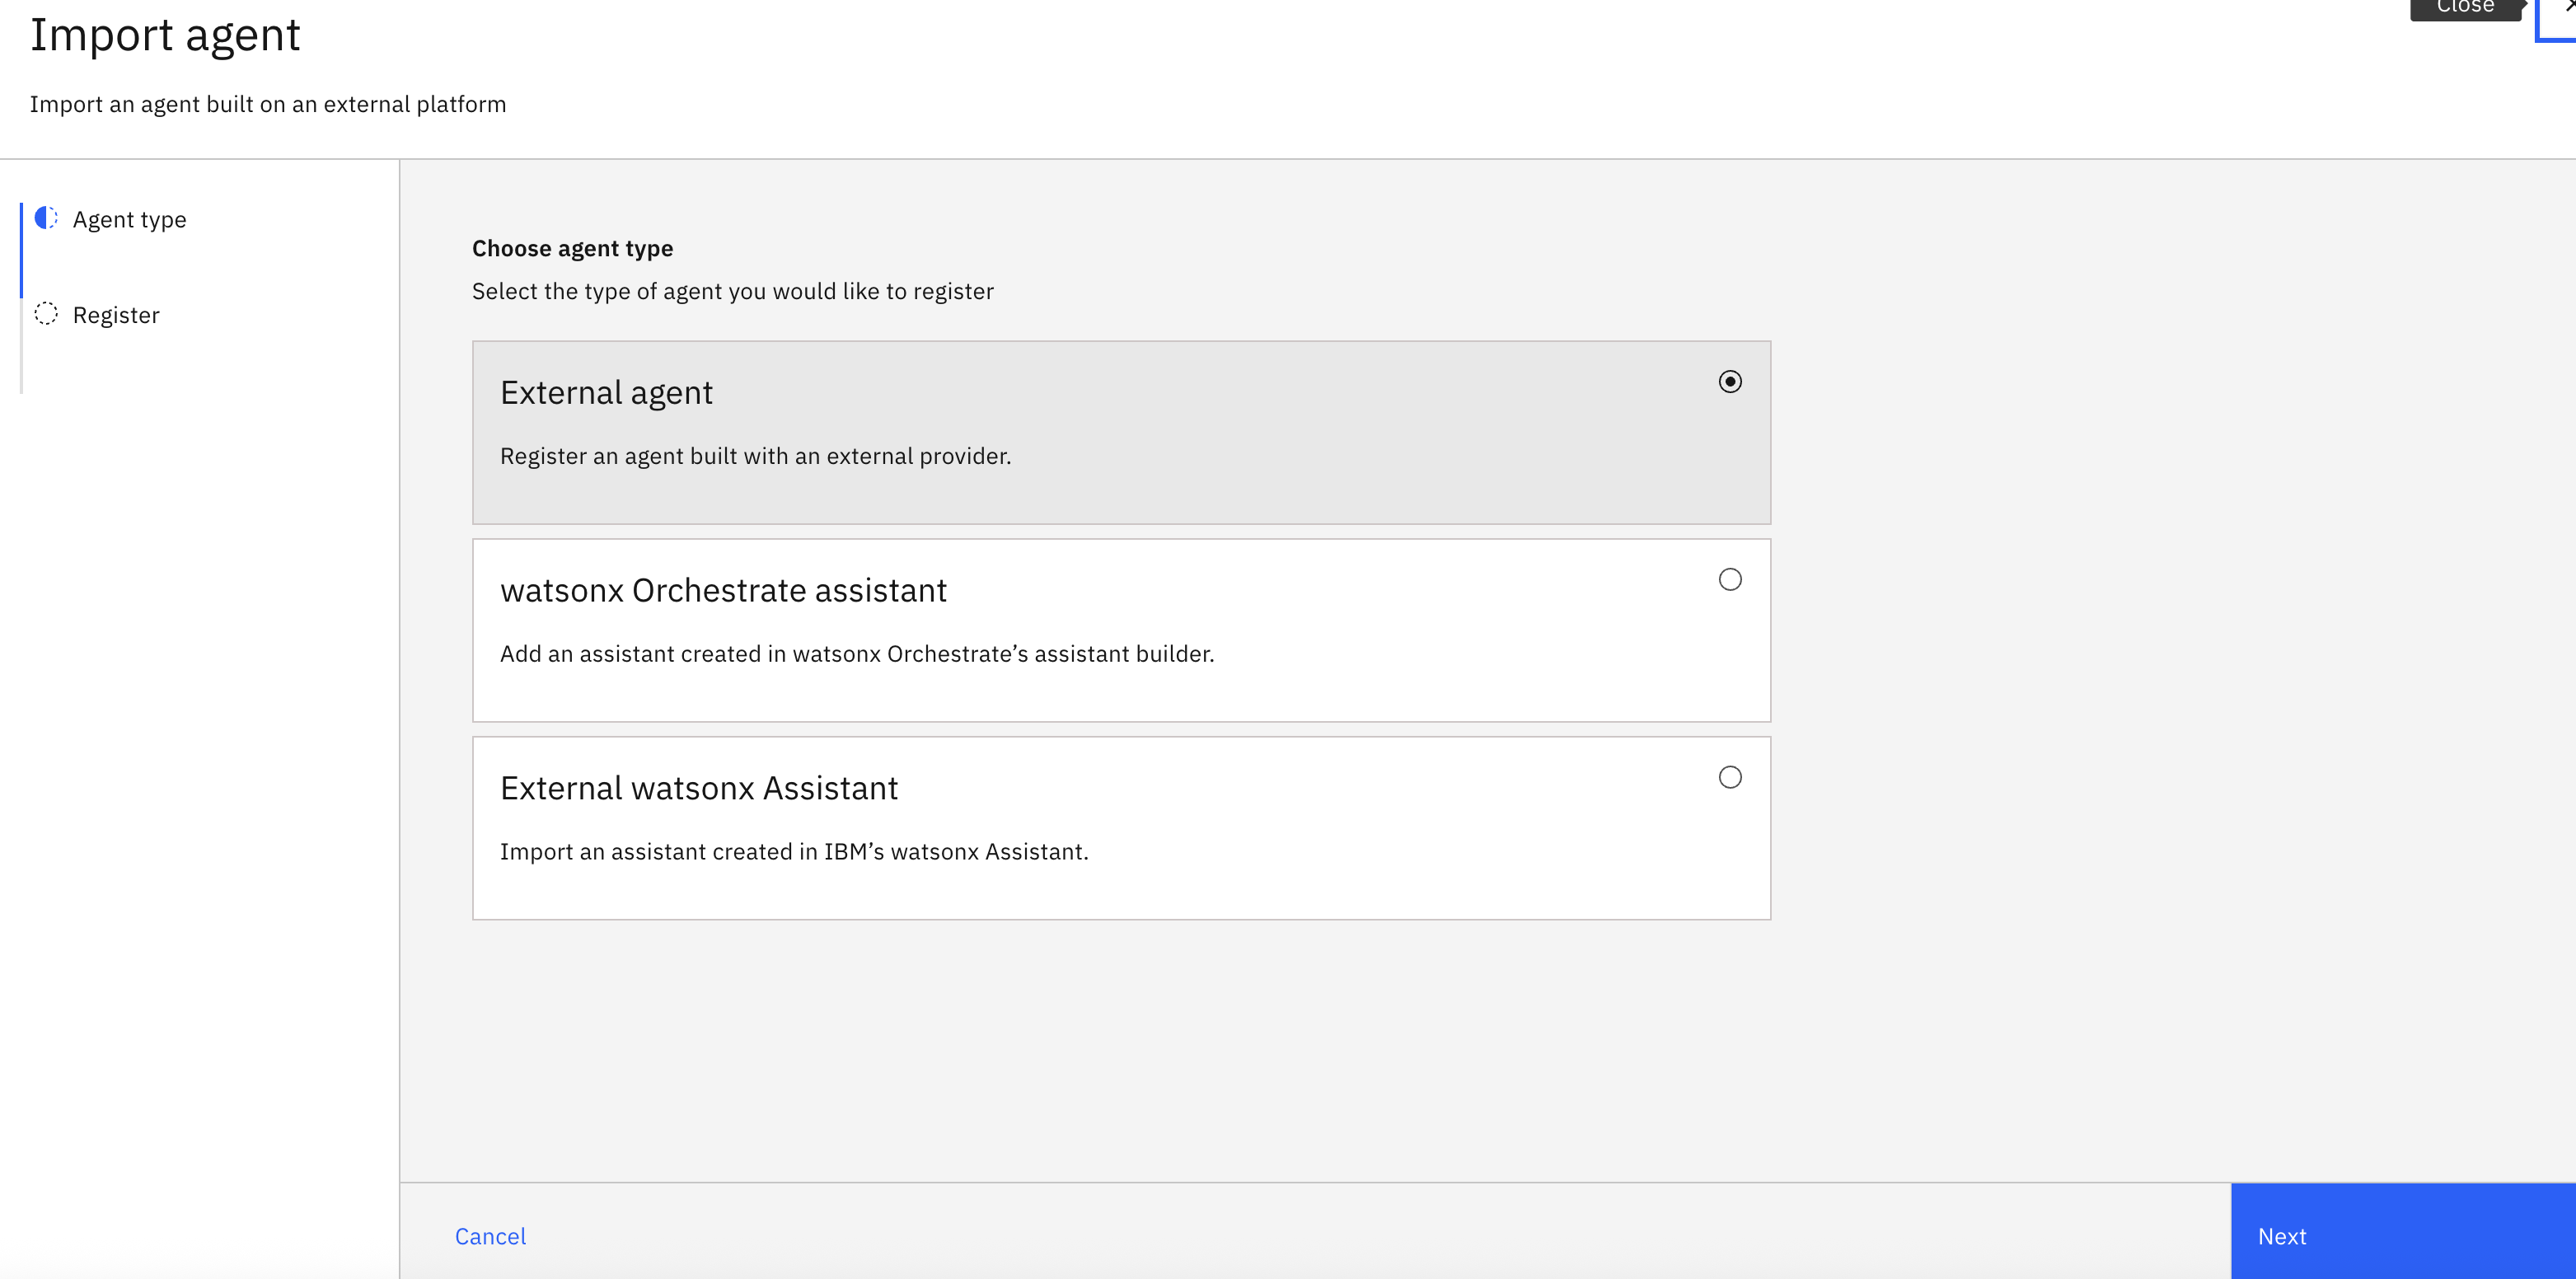 Import agent
Close
Import an agent built on an external platform
Agent type
Register
Choose agent type
Select the type of agent you would like to register
External agent
Register an agent built with an external provider.
watsonx Orchestrate assistant
Add an assistant created in watsonx Orchestrate’s assistant builder.
External watsonx Assistant
Import an assistant created in IBM’s watsonx Assistant.
Cancel
Next